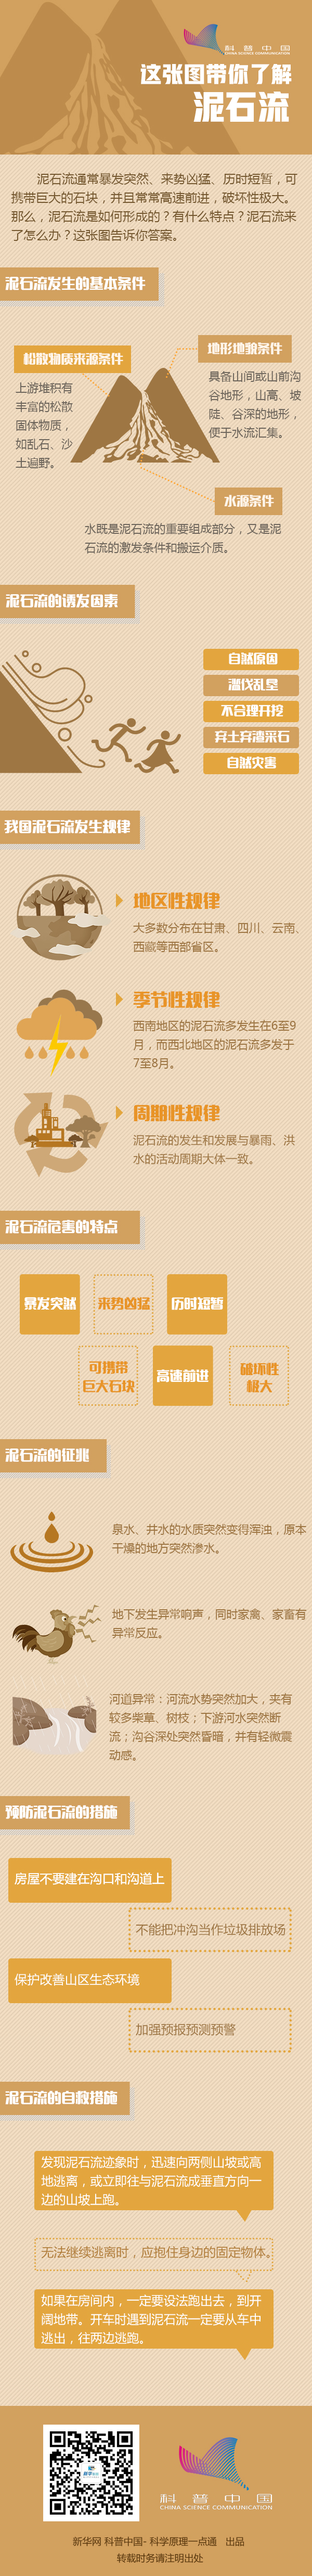 科普中国
CHINA SCIENCE COMMUNICATION
这张图带你了解
泥石流
泥石流通常暴发突然、来势凶猛、历时短暂，可
携带巨大的石块，并且常常高速前进，破坏性极大。
那么，泥石流是如何形成的？有什么特点？泥石流来
了怎么办？这张图告诉你答案。
泥石流发生的基本条件
松散物质来源条件
上游堆积有
丰富的松散
固体物质，
如乱石、沙
土遍野。
地形地貌条件
具备山间或山前沟
谷地形，山高、坡
陡、谷深的地形，
便于水流汇集。
水源条件
水既是泥石流的重要组成部分，又是泥
石流的激发条件和搬运介质。
泥石流的诱发因素
自然原因
滥伐乱垦
不合理开挖
弃土弃渣采石
自然灾害
我国泥石流发生规律
地区性规律
大多数分布在甘肃、四川、云南、
西藏等西部省区。
季节性规律
西南地区的泥石流多发生在6至9
月，而西北地区的泥石流多发于
7至8月。
周期性规律
泥石流的发生和发展与暴雨、洪
水的活动周期大体一致。
泥石流危害的特点
暴发突然
来势凶猛
历时短暂
可携带
巨大石块
高速前进
破坏性
极大
泥石流的征兆
泉水、井水的水质突然变得浑浊，原本
干燥的地方突然渗水。
地下发生异常响声，同时家禽、家畜有
异常反应。
河道异常：河流水势突然加大，夹有
较多柴草、树枝；下游河水突然断
流；沟谷深处突然昏暗，并有轻微震
动感。
预防泥石流的措施
房屋不要建在沟口和沟道上
不能把冲沟当作垃圾排放场
保护改善山区生态环境
加强预报预测预警
泥石流的自救措施
发现泥石流迹象时，迅速向两侧山坡或高
地逃离，或立即往与泥石流成垂直方向一
边的山坡上跑。
无法继续逃离时，应抱住身边的固定物体。
如果在房间内，一定要设法跑出去，到开
阔地带。开车时遇到泥石流一定要从车中
逃出，往两边逃跑。
科普中国
CHINA SCIENCE COMMUNICATION
新华网 科普中国- 科学原理一点通 出品
转载时务请注明出处